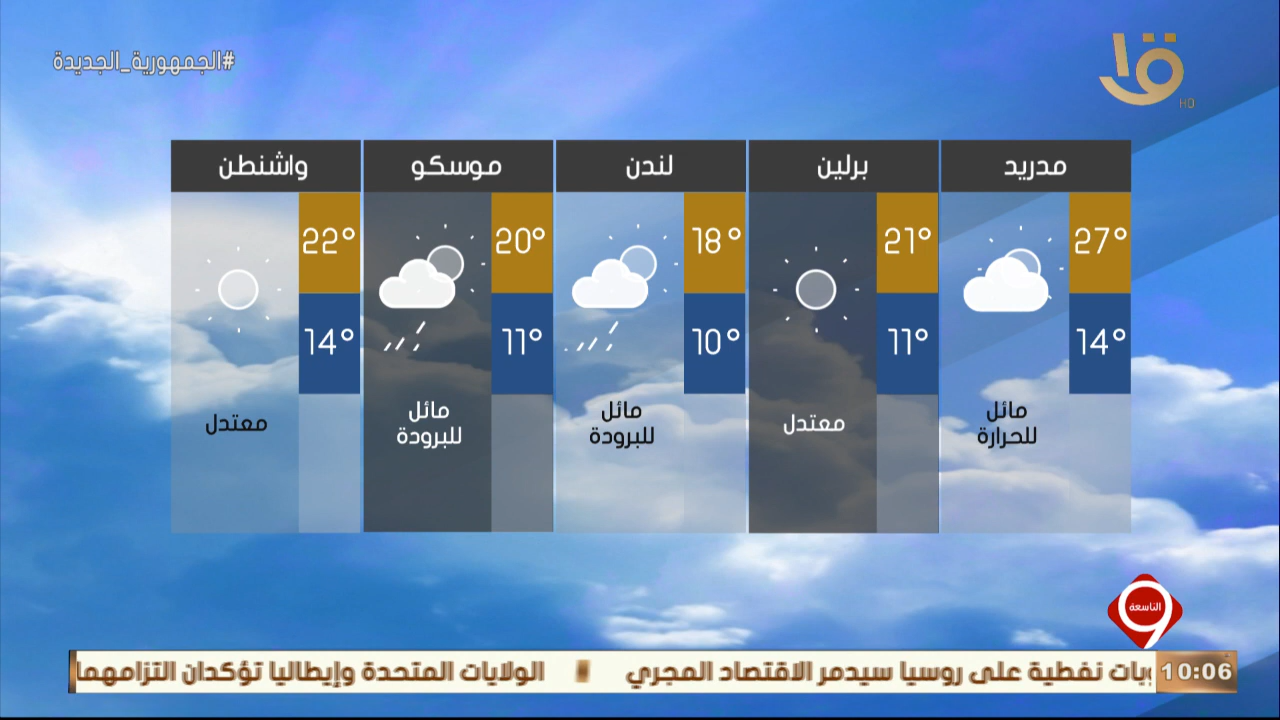 #الجمهورية_الجديدة
HD
مدريد
27°
14°
مائل
للحرارة
برلين
21°
11°
معتدل
لندن
18°
10°
مائل
للبرودة
موسكو
20°
11°
مائل
للبرودة
واشنطن
22°
14°
معتدل
التاسعة
9
10:06
نفطية على روسيا سيدمر الاقتصاد المجري
الولايات المتحدة وإيطاليا تؤكدان التزامهما